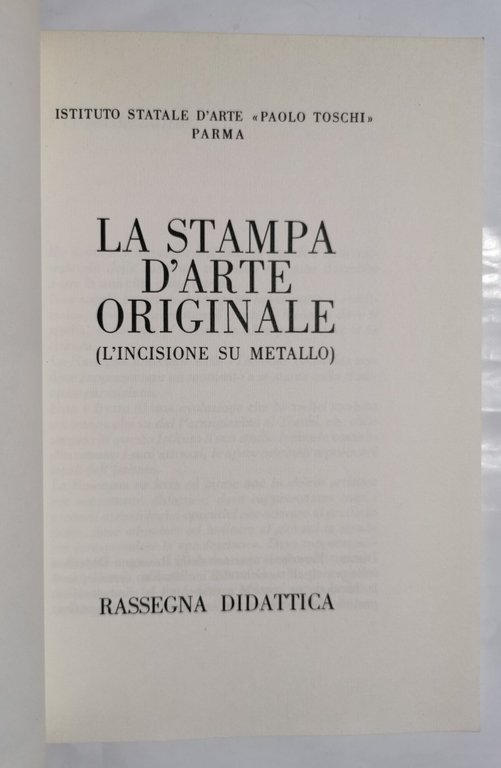 ISTITUTO STATALE D'ARTE «PAOLO TOSCHI»
PARMA
LA STAMPA
D'ARTE
ORIGINALE
(L'INCISIONE SU METALLO)
RASSEGNA DIDATTICA